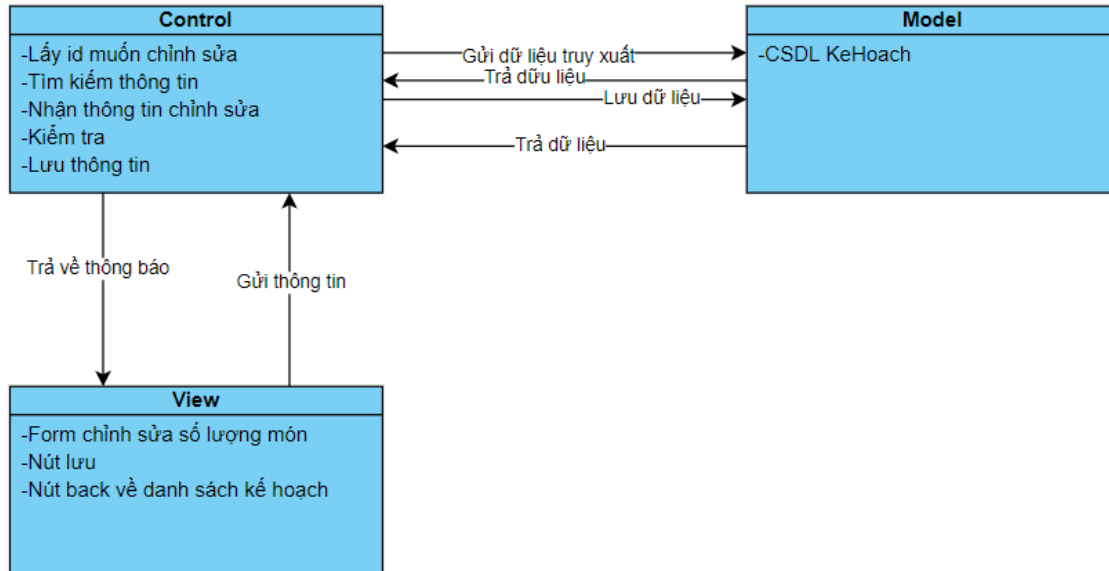 Control
-Lấy id muốn chỉnh sửa
-Tìm kiếm thông tin
-Nhận thông tin chỉnh sửa
-Kiểm tra
-Lưu thông tin
Gửi dữ liệu truy xuất
Trả dữu liệu
Lưu dữ liệu
Trả dữ liệu
Model
-CSDL KeHoach
Trả về thông báo
Gửi thông tin
View
-Form chỉnh sửa số lượng món
-Nút lưu
-Nút back về danh sách kế hoạch